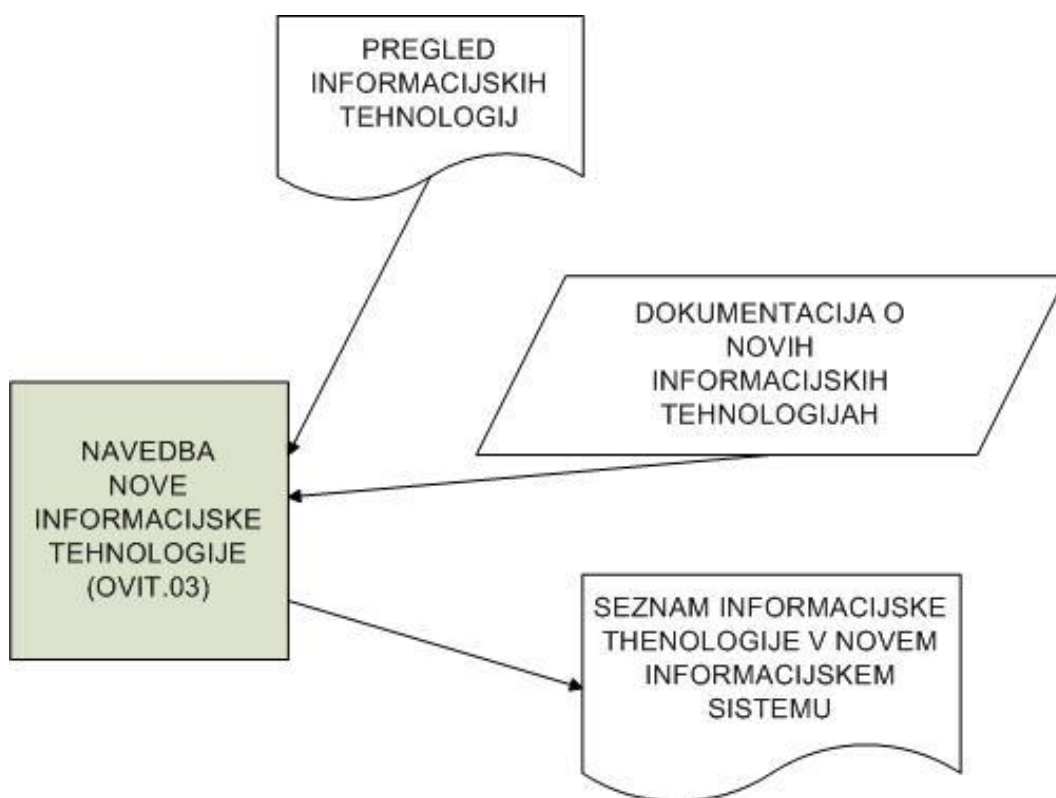 PREGLED
INFORMACIJSKIH
TEHNOLOGIJ
DOKUMENTACIJA O
NOVIH
INFORMACIJSKIH
TEHNOLOGIJAH
NAVEDBA
NOVE
INFORMACIJSKE
TEHNOLOGIJE
(OVIT.03)
SEZNAM INFORMACIJSKE
THENOLOGIJE V NOVEM
INFORMACIJSKEM
SISTEMU